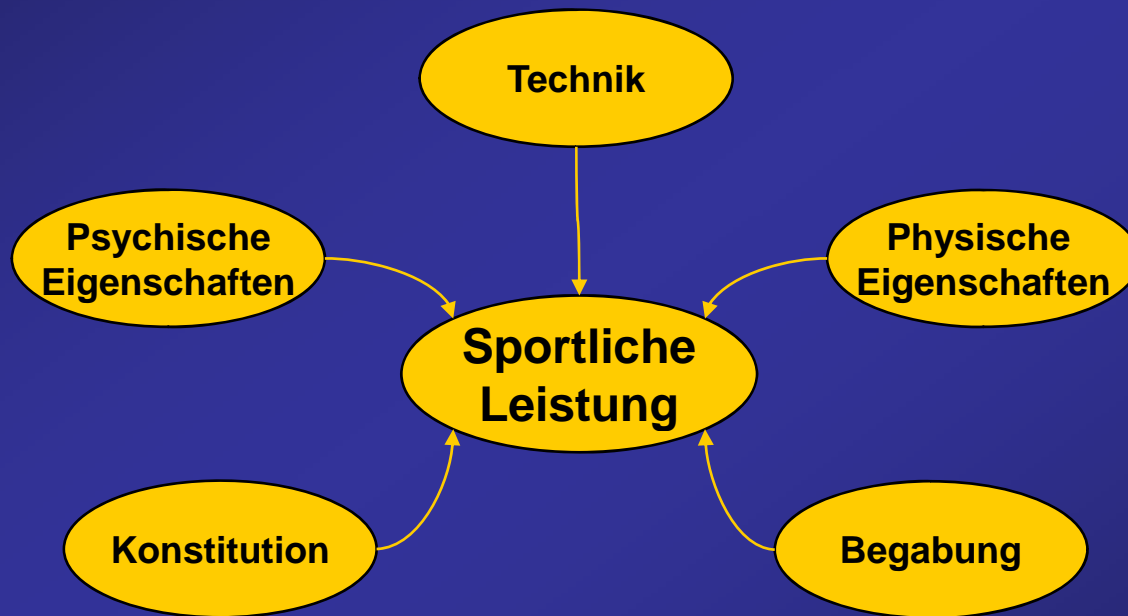 Technik
Psychische
Eigenschaften
Physische
Eigenschaften
Sportliche
Leistung
Konstitution
Begabung